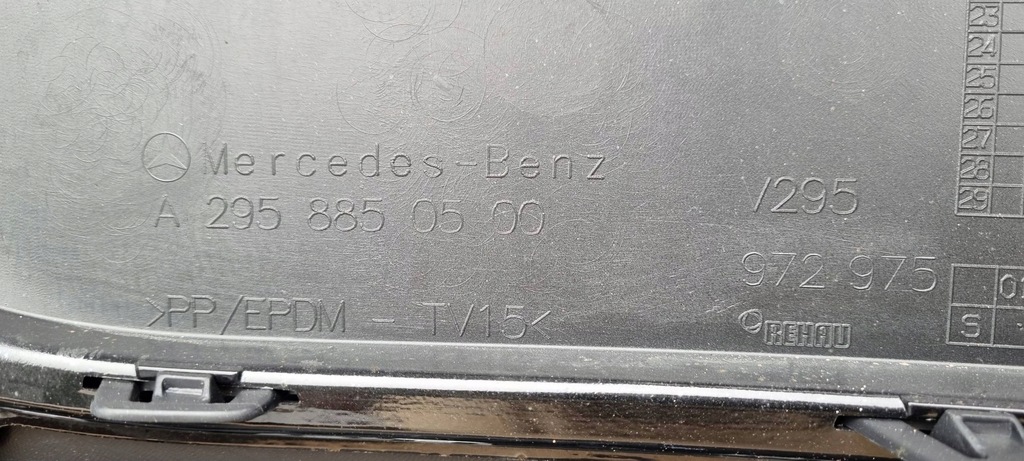 Mercedes-Benz
A 295 885 05 00
>PP/EPDM - TV15<
/295
972 975
REHAU
23
24
25
26
27
28
29
S